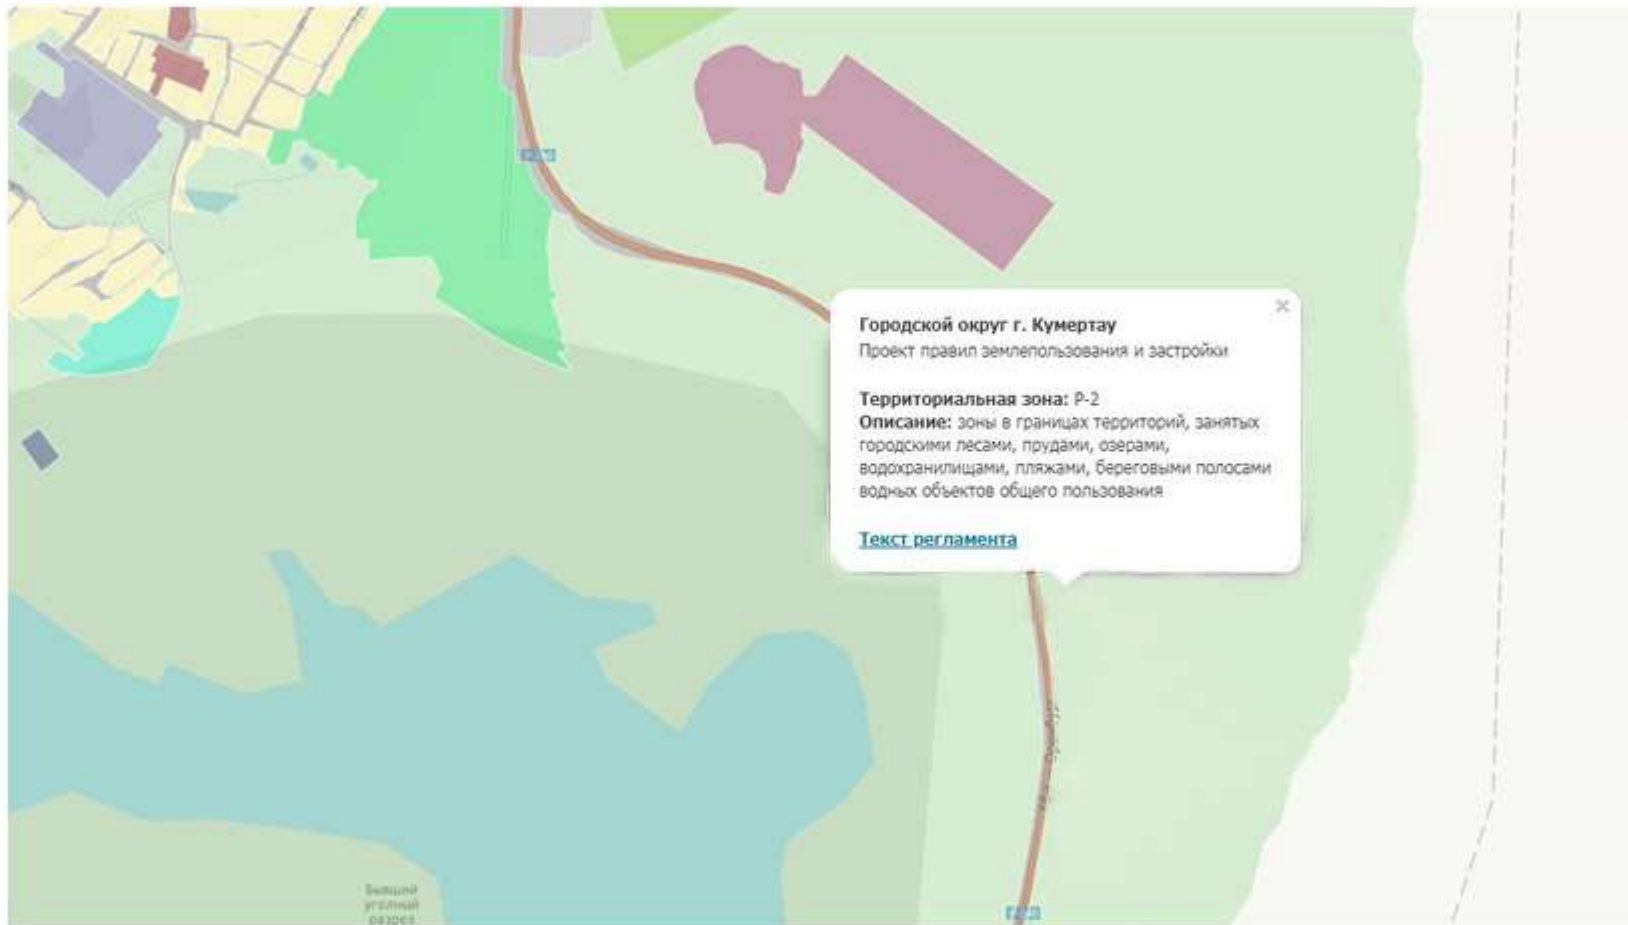 Городской округ г. Кумертау
Проект правил землепользования и застройки
Территориальная зона: Р-2
Описание: зоны в границах территорий, занятых
городскими лесами, прудами, озерами,
водохранилищами, пляжами, береговыми полосами
водных объектов общего пользования
Текст регламента
Бывший
угольный
разрез